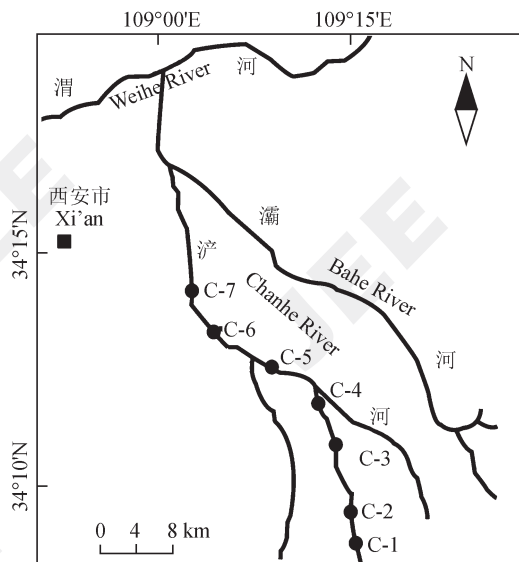 109°00'E 109°15'E
渭
河
Weihe River
N
西安市
Xi'an
灞
34°15'N
浐
Bahe River
C-7
Chanhe River
C-6
C-5
河
C-4
河
C-3
34°10'N
C-2
0 4 8 km
C-1
JEE